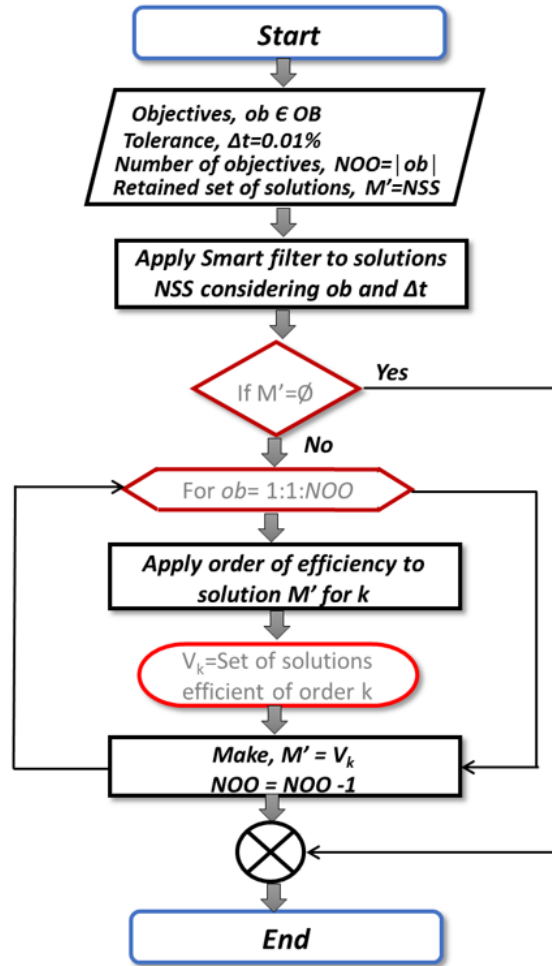 Start
Objectives, ob Є OB
Tolerance, Δt=0.01%
Number of objectives, NOO=|ob|
Retained set of solutions, M’=NSS
Apply Smart filter to solutions
NSS considering ob and Δt
If M’=Ø
Yes
No
For ob= 1:1:NOO
Apply order of efficiency to
solution M’ for k
Vₖ=Set of solutions
efficient of order k
Make, M’ = Vₖ
NOO = NOO -1
End